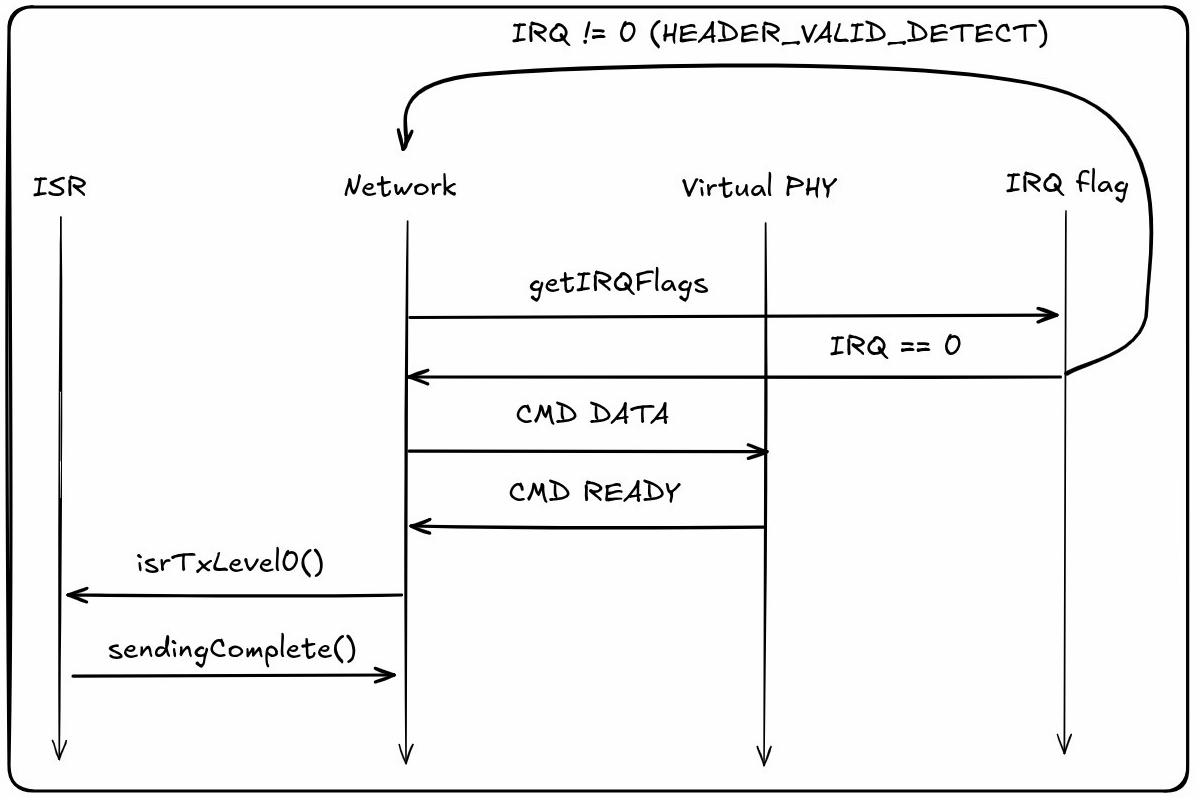 IRQ != 0 (HEADER_VALID_DETECT)
ISR
Network
Virtual PHY
IRQ flag
getIRQFlags
IRQ == 0
CMD DATA
CMD READY
isrTxLevel0()
sendingComplete()